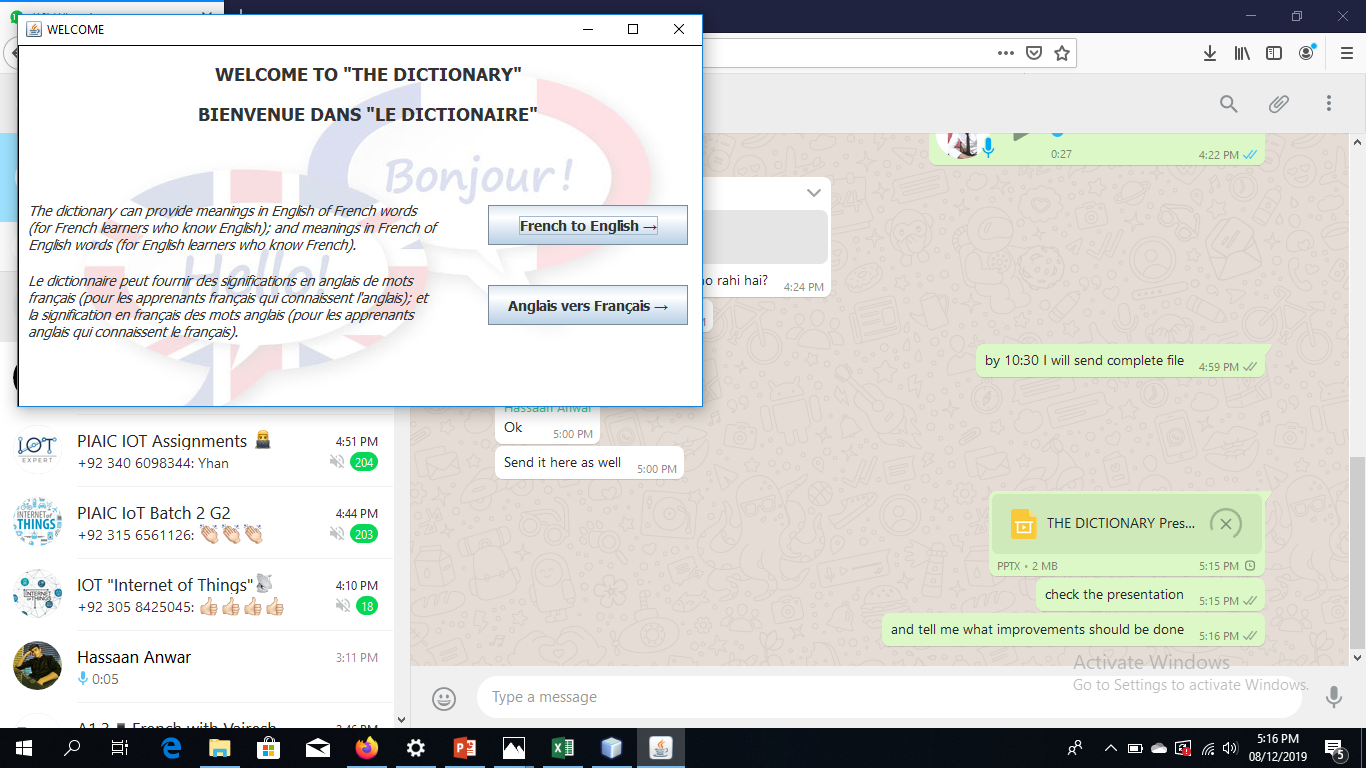 WELCOME
WELCOME TO "THE DICTIONARY"
BIENVENUE DANS "LE DICTIONAIRE"
Bonjour!
Hello!
The dictionary can provide meanings in English of French words
(for French learners who know English); and meanings in French of
English words (for English learners who know French).
Le dictionnaire peut fournir des significations en anglais de mots
français (pour les apprenants français qui connaissent l'anglais); et
la signification en français des mots anglais (pour les apprenants
anglais qui connaissent le français).
French to English →
Anglais vers Français →
0:27 4:22 PM
ho rahi hai? 4:24 PM
by 10:30 I will send complete file 4:59 PM
Hassaan Anwar
Ok 5:00 PM
Send it here as well 5:00 PM
THE DICTIONARY Pres...
PPTX • 2 MB 5:15 PM
check the presentation 5:15 PM
and tell me what improvements should be done 5:16 PM
Type a message
IOT
EXPERT
PIAIC IOT Assignments 4:51 PM
+92 340 6098344: Yhan 204
INTERNET of
THINGS
PIAIC IoT Batch 2 G2 4:44 PM
+92 315 6561126: 👏🏻👏🏻👏🏻 203
INTERNET
IOT "Internet of Things" 4:10 PM
+92 305 8425045: 👍🏻👍🏻👍🏻👍🏻 18
Hassaan Anwar 3:11 PM
0:05
Activate Windows
Go to Settings to activate Windows.
5:16 PM
08/12/2019
5